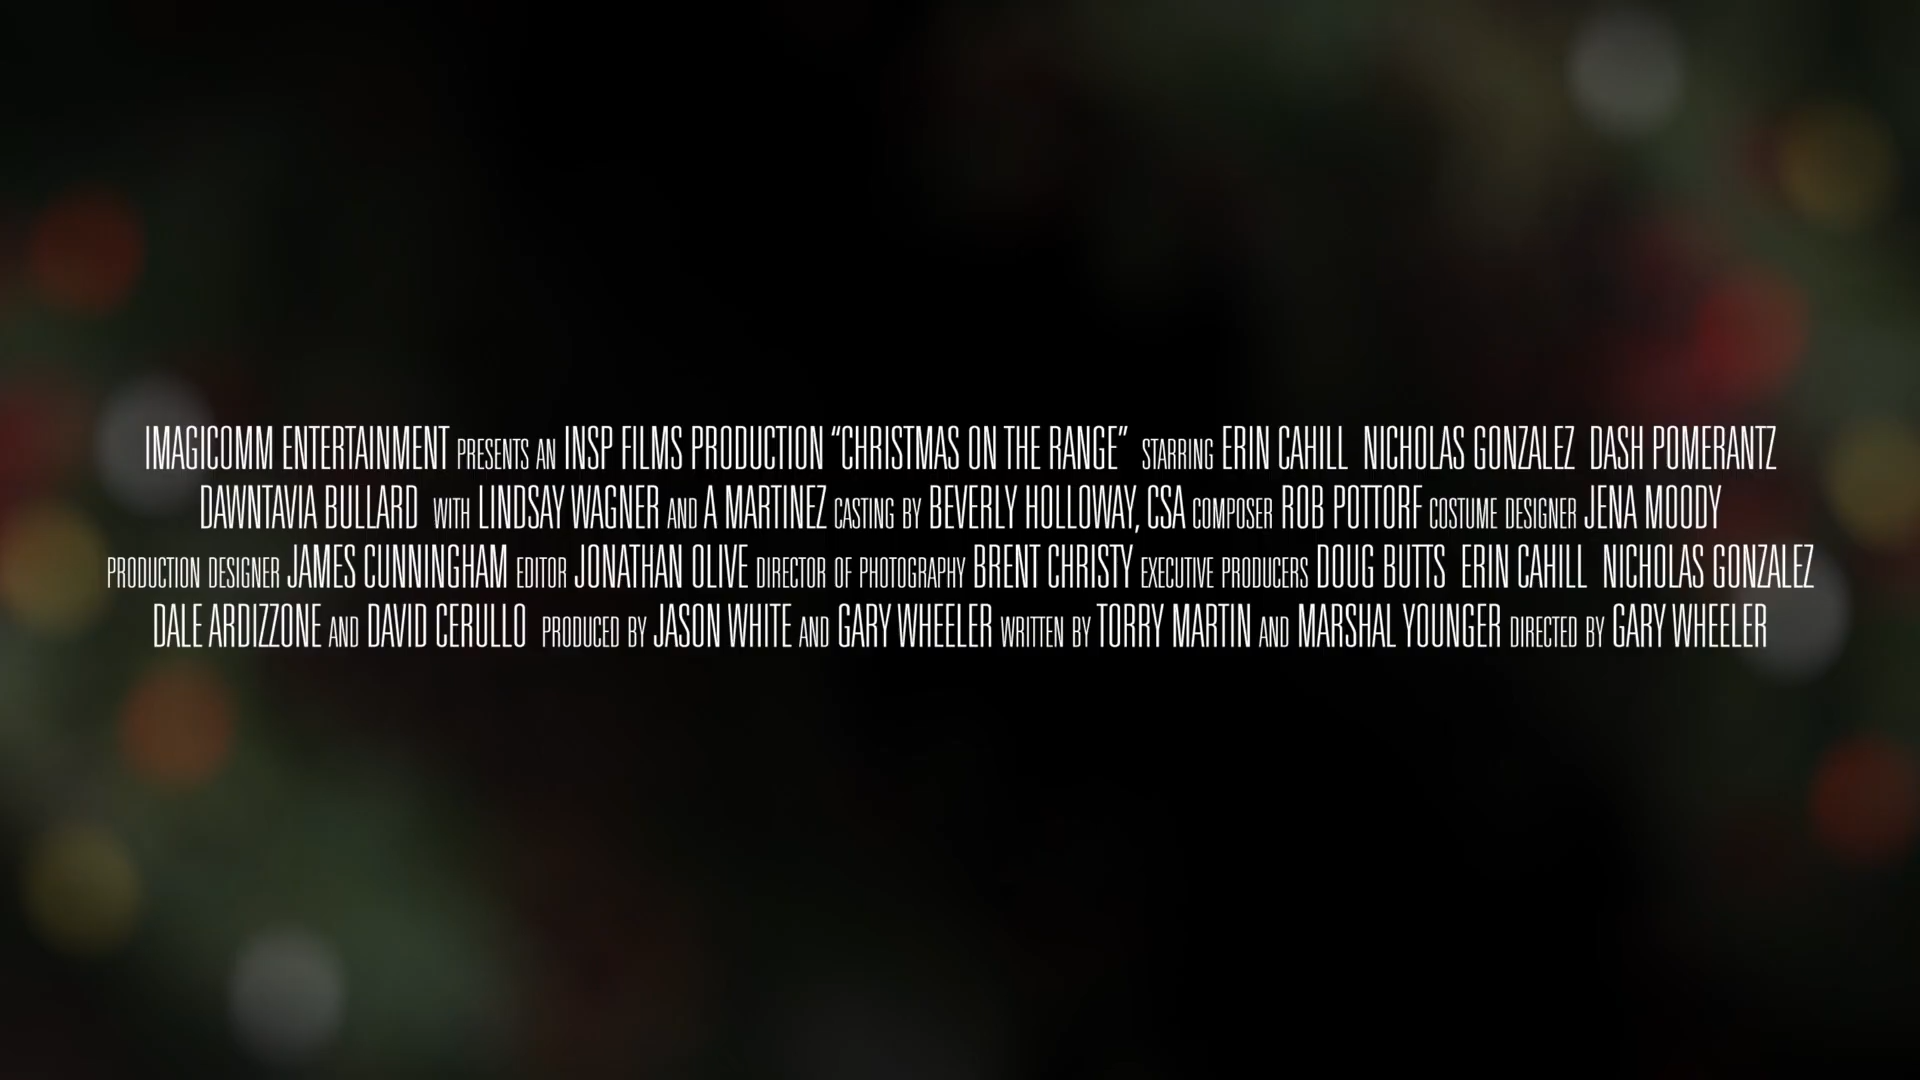 IMAGICOMM ENTERTAINMENT PRESENTS AN INSP FILMS PRODUCTION “CHRISTMAS ON THE RANGE” STARRING ERIN CAHILL NICHOLAS GONZALEZ DASH POMERANTZ
DAWNTAVIA BULLARD WITH LINDSAY WAGNER AND A MARTINEZ CASTING BY BEVERLY HOLLOWAY, CSA COMPOSER ROB POTTORF COSTUME DESIGNER JENA MOODY
PRODUCTION DESIGNER JAMES CUNNINGHAM EDITOR JONATHAN OLIVE DIRECTOR OF PHOTOGRAPHY BRENT CHRISTY EXECUTIVE PRODUCERS DOUG BUTTS ERIN CAHILL NICHOLAS GONZALEZ
DALE ARDIZZONE AND DAVID CERULLO PRODUCED BY JASON WHITE AND GARY WHEELER WRITTEN BY TORRY MARTIN AND MARSHAL YOUNGER DIRECTED BY GARY WHEELER